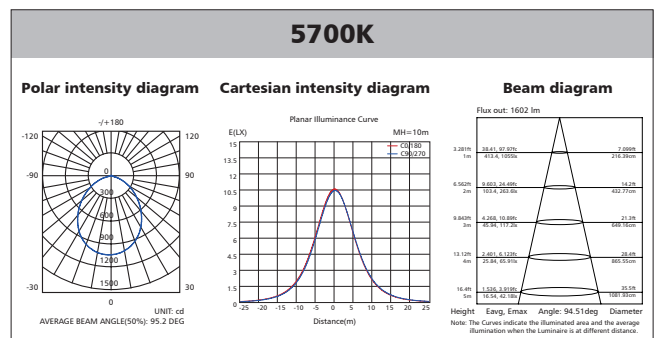 5700K
Polar intensity diagram
Cartesian intensity diagram
Beam diagram
-/+180
-120
120
-90
90
-30
30
0
0
300
600
900
1200
1500
UNIT: cd
AVERAGE BEAM ANGLE(50%): 95.2 DEG
Planar Illuminance Curve
E(LX)
MH=10m
C0/180
C90/270
15
13.5
12
10.5
9
7.5
6
4.5
3
1.5
0
-25 -20 -15 -10 -5 0 5 10 15 20 25
Distance(m)
Flux out: 1602 lm
3.281ft 38.41, 97.97fc 7.099ft
1m 413.4, 1055lx 216.39cm
6.562ft 9.603, 24.49fc 14.2ft
2m 103.4, 263.6lx 432.77cm
9.843ft 4.268, 10.89fc 21.3ft
3m 45.94, 117.2lx 649.16cm
13.12ft 2.401, 6.123fc 28.4ft
4m 25.84, 65.91lx 865.55cm
16.4ft 1.536, 3.919fc 35.5ft
5m 16.54, 42.18lx 1081.93cm
Height Eavg, Emax Angle: 94.51deg Diameter
Note: The Curves indicate the illuminated area and the average
illumination when the Luminaire is at different distance.